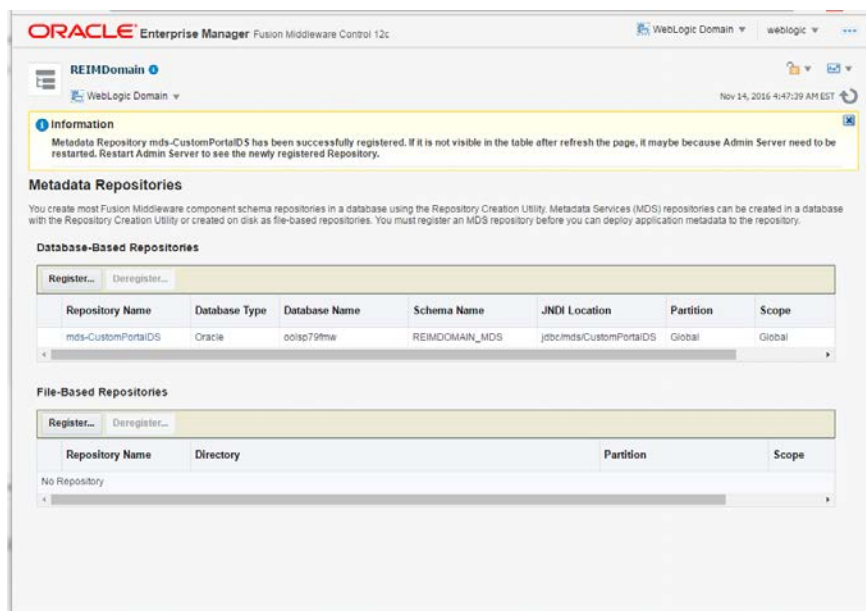 ORACLE Enterprise Manager Fusion Middleware Control 12c
WebLogic Domain
weblogic
REIMDomain
WebLogic Domain
Nov 14, 2016 4:47:39 AM EST
Information
Metadata Repository mds-CustomPortalDS has been successfully registered. If it is not visible in the table after refresh the page, it maybe because Admin Server need to be
restarted. Restart Admin Server to see the newly registered Repository.
Metadata Repositories
You create most Fusion Middleware component schema repositories in a database using the Repository Creation Utility. Metadata Services (MDS) repositories can be created in a database
with the Repository Creation Utility or created on disk as file-based repositories. You must register an MDS repository before you can deploy application metadata to the repository.
Database-Based Repositories
Register... Deregister...
Repository Name Database Type Database Name Schema Name JNDI Location Partition Scope
mds-CustomPortalDS Oracle oolsp79fmw REIMDOMAIN_MDS jdbc/mds/CustomPortalDS Global Global
File-Based Repositories
Register... Deregister...
Repository Name Directory Partition Scope
No Repository